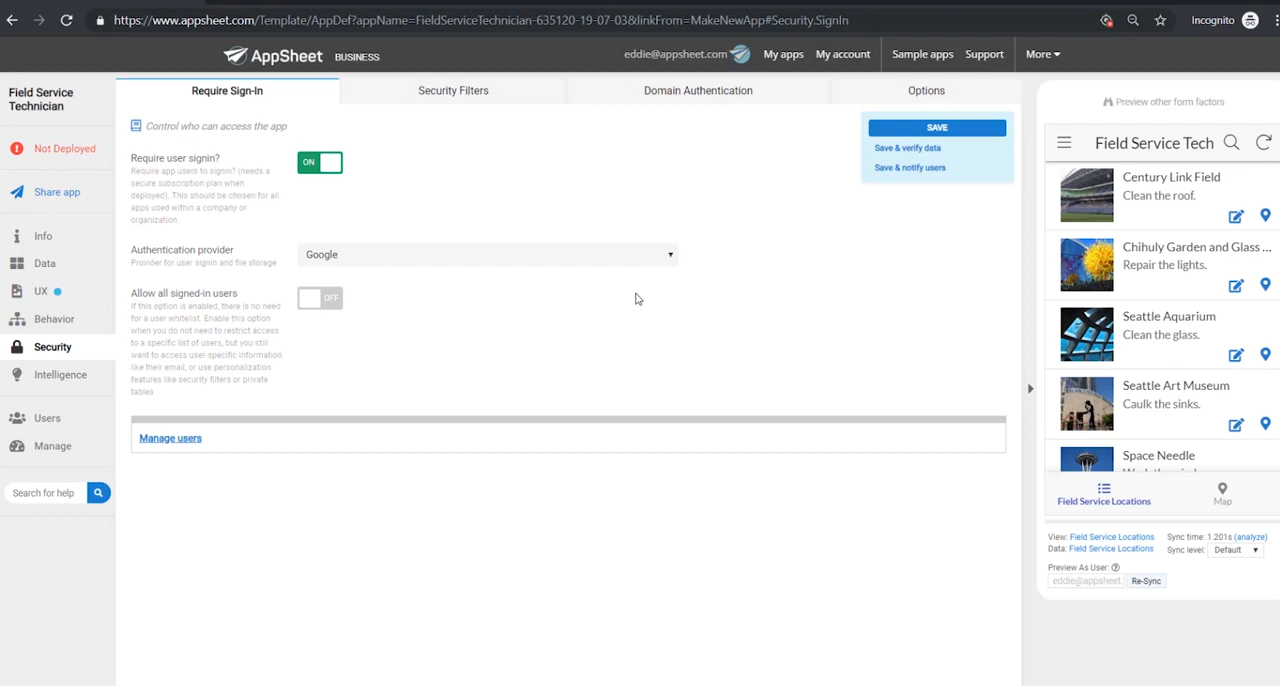 https://www.appsheet.com/Template/AppDef?appName=FieldServiceTechnician-635120-19-07-03&linkFrom=MakeNewApp#Security.SignIn
Incognito
AppSheet BUSINESS
eddie@appsheet.com
My apps
My account
Sample apps
Support
More
Field Service
Technician
Not Deployed
Share app
Info
Data
UX
Behavior
Security
Intelligence
Users
Manage
Search for help
Require Sign-In
Security Filters
Domain Authentication
Options
Control who can access the app
SAVE
Save & verify data
Save & notify users
Require user signin?
Require app users to signin? (needs a
secure subscription plan when
deployed). This should be chosen for all
apps used within a company or
organization.
ON
Authentication provider
Provider for user signin and file storage
Google
Allow all signed-in users
If this option is enabled, there is no need
for a user whitelist. Enable this option
when you do not need to restrict access
to a specific list of users, but you still
want to access user-specific information
like their email, or use personalization
features like security filters or private
tables
OFF
Manage users
Preview other form factors
Field Service Tech
Century Link Field
Clean the roof.
Chihuly Garden and Glass ...
Repair the lights.
Seattle Aquarium
Clean the glass.
Seattle Art Museum
Caulk the sinks.
Space Needle
Field Service Locations
Map
View: Field Service Locations
Data: Field Service Locations
Sync time: 1.201s (analyze)
Sync level: Default
Preview As User:
eddie@appsheet.
Re-Sync